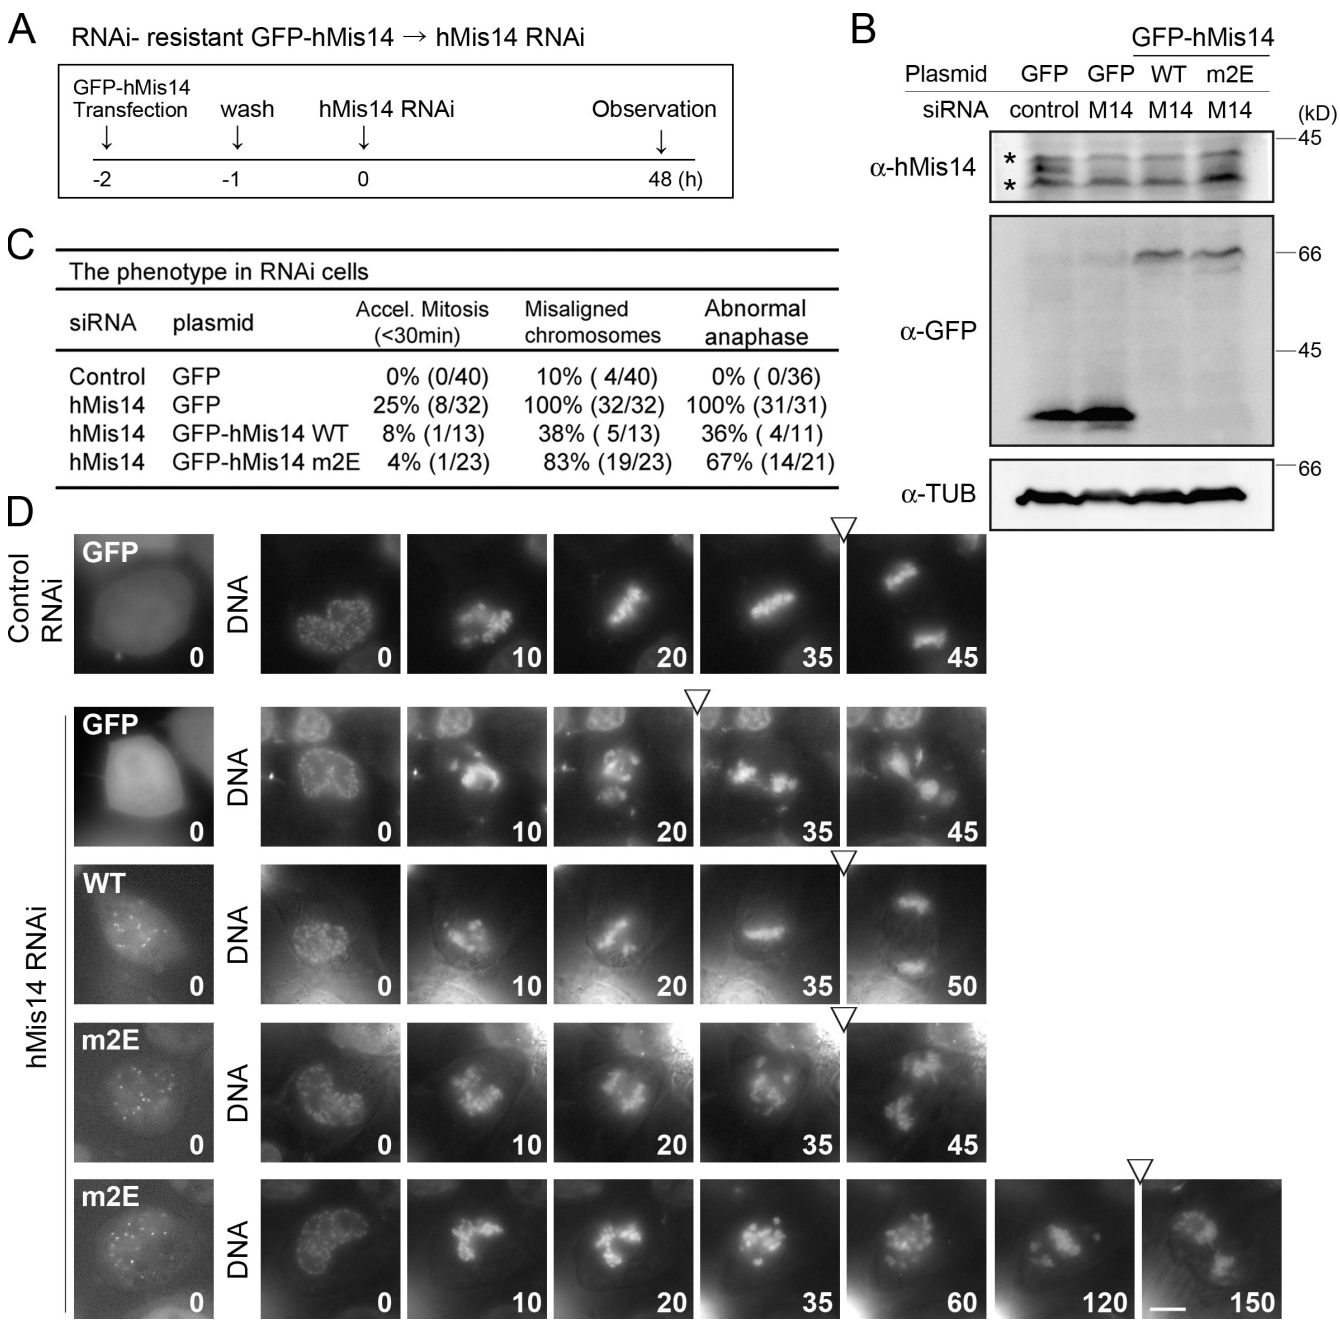 A
RNAi- resistant GFP-hMis14 → hMis14 RNAi
GFP-hMis14
Transfection
wash
hMis14 RNAi
Observation
-2
-1
0
48 (h)
B
GFP-hMis14
Plasmid GFP GFP WT m2E
siRNA control M14 M14 M14 (kD)
α-hMis14
*
*
45
α-GFP
66
45
α-TUB
66
C
The phenotype in RNAi cells
siRNA plasmid Accel. Mitosis (<30min) Misaligned chromosomes Abnormal anaphase
Control GFP 0% (0/40) 10% ( 4/40) 0% ( 0/36)
hMis14 GFP 25% (8/32) 100% (32/32) 100% (31/31)
hMis14 GFP-hMis14 WT 8% (1/13) 38% ( 5/13) 36% ( 4/11)
hMis14 GFP-hMis14 m2E 4% (1/23) 83% (19/23) 67% (14/21)
D
Control
RNAi
GFP 0 DNA 0 10 20 35 45
hMis14 RNAi
GFP 0 DNA 0 10 20 35 45
WT 0 DNA 0 10 20 35 50
m2E 0 DNA 0 10 20 35 45
m2E 0 DNA 0 10 20 35 60 120 150